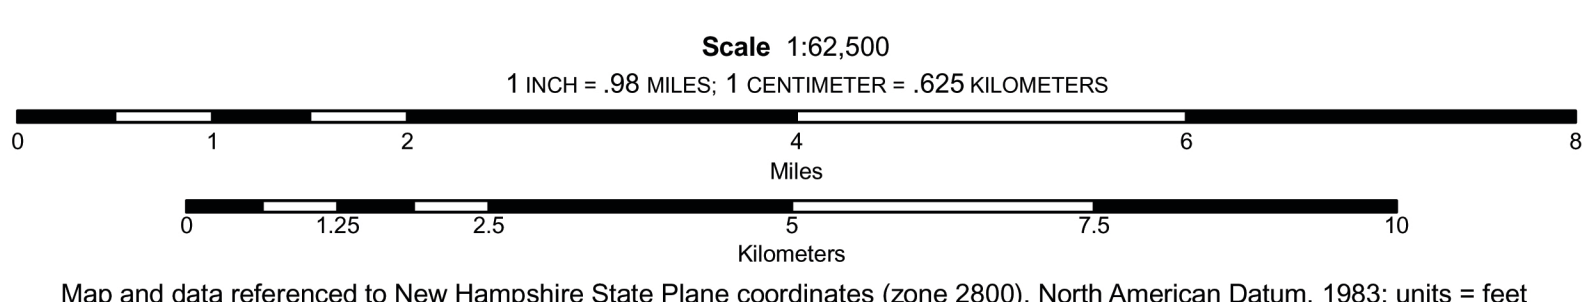 Scale 1:62,500
1 INCH = .98 MILES; 1 CENTIMETER = .625 KILOMETERS
0 1 2 4 6 8
Miles
0 1.25 2.5 5 7.5 10
Kilometers
Map and data referenced to New Hampshire State Plane coordinates (zone 2800), North American Datum, 1983; units = feet